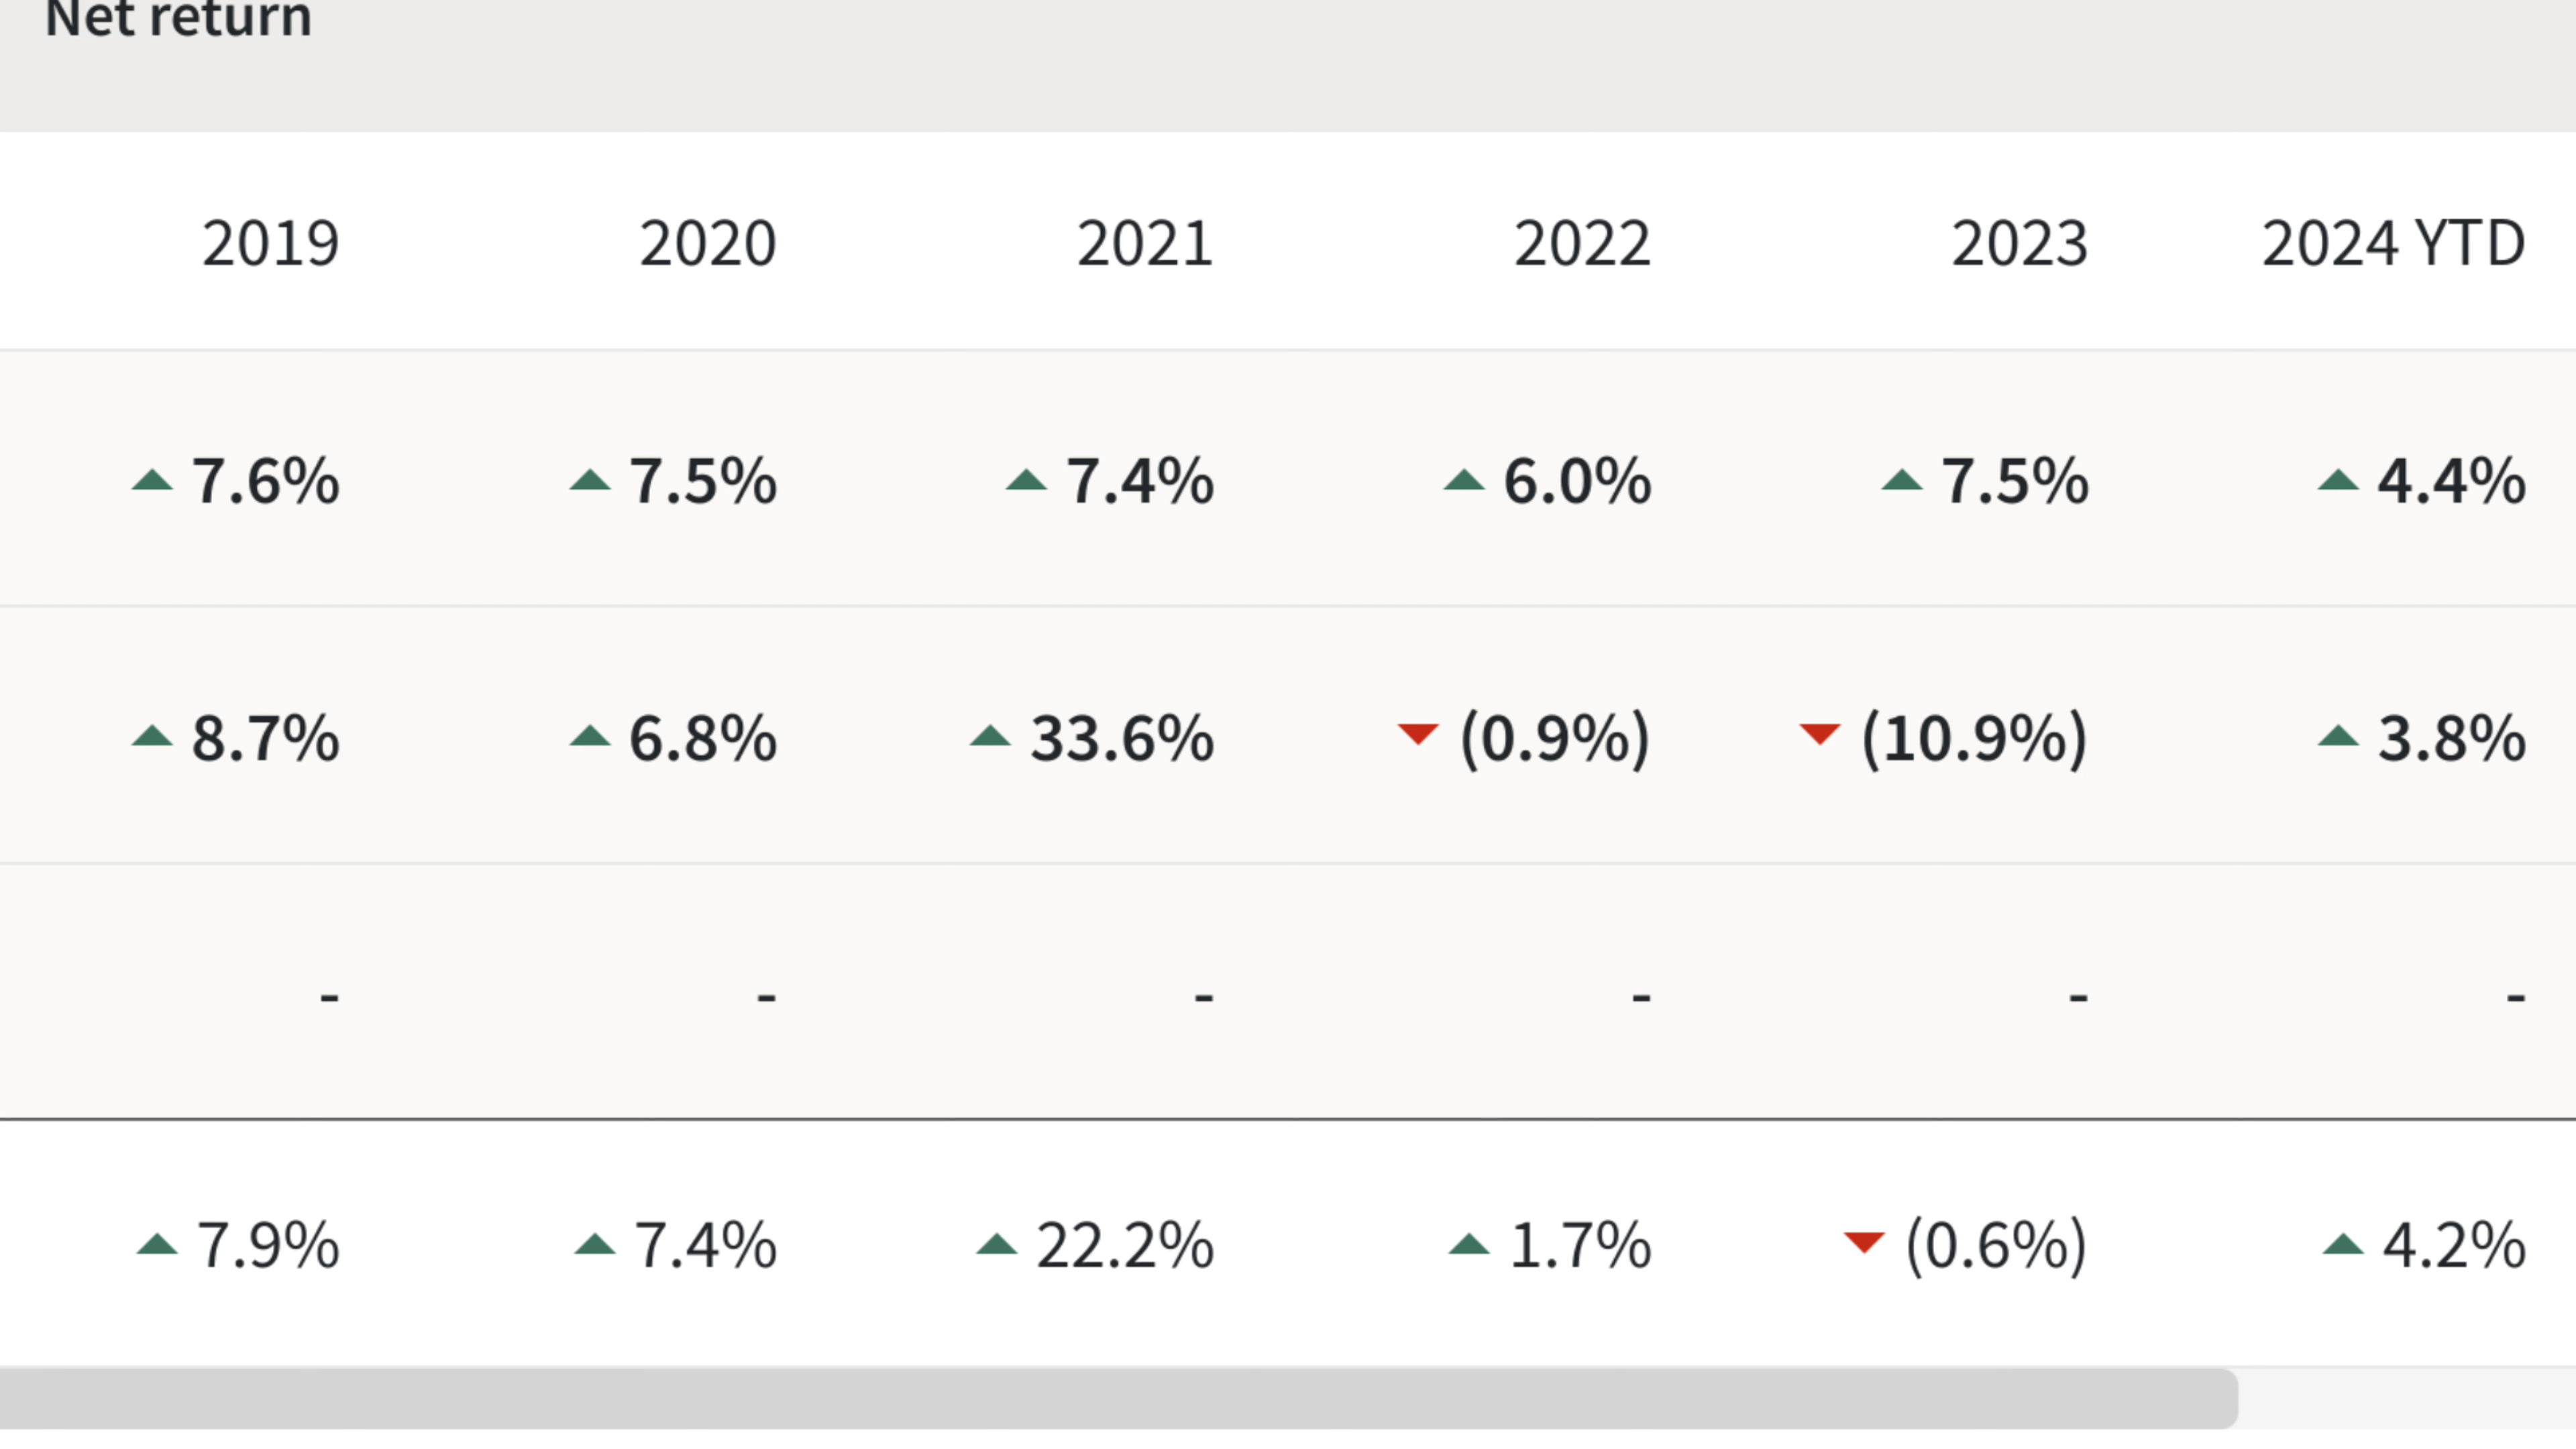 Net return
2019 2020 2021 2022 2023 2024 YTD
7.6% 7.5% 7.4% 6.0% 7.5% 4.4%
8.7% 6.8% 33.6% (0.9%) (10.9%) 3.8%
- - - - - -
7.9% 7.4% 22.2% 1.7% (0.6%) 4.2%